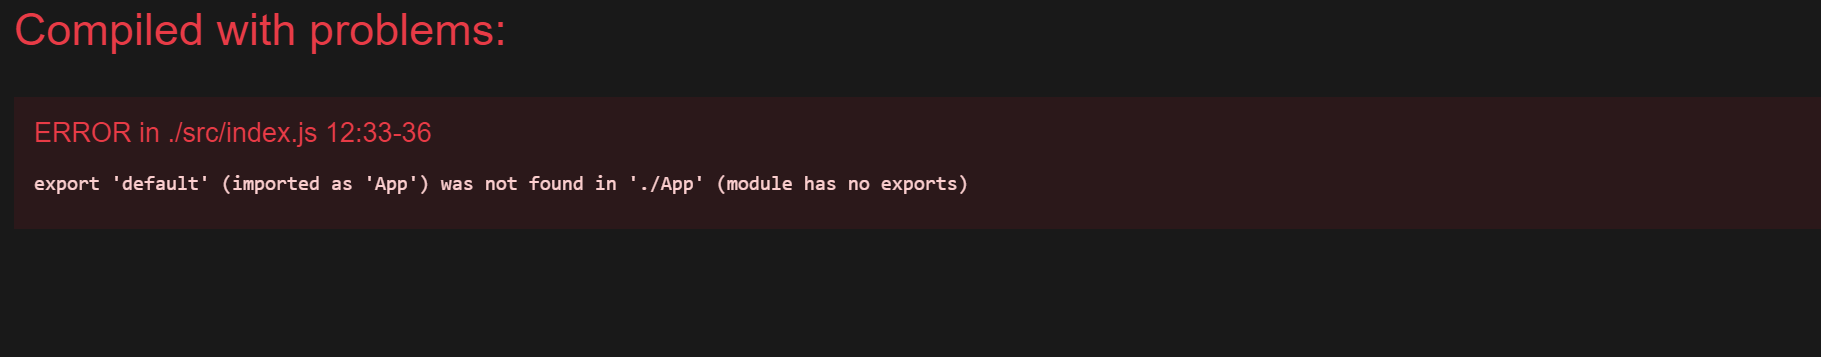 Compiled with problems:
ERROR in ./src/index.js 12:33-36
export 'default' (imported as 'App') was not found in './App' (module has no exports)